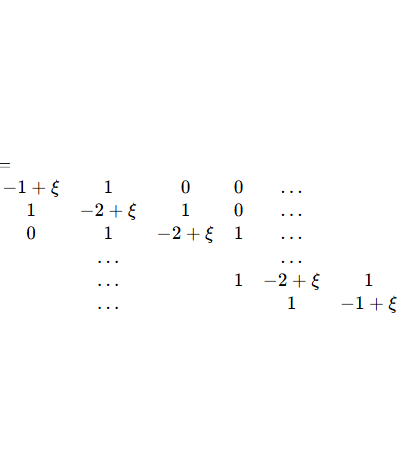 =
−1 + ξ 1 0 0 …
1 −2 + ξ 1 0 …
0 1 −2 + ξ 1 …
… …
… 1 −2 + ξ 1
… 1 −1 + ξ